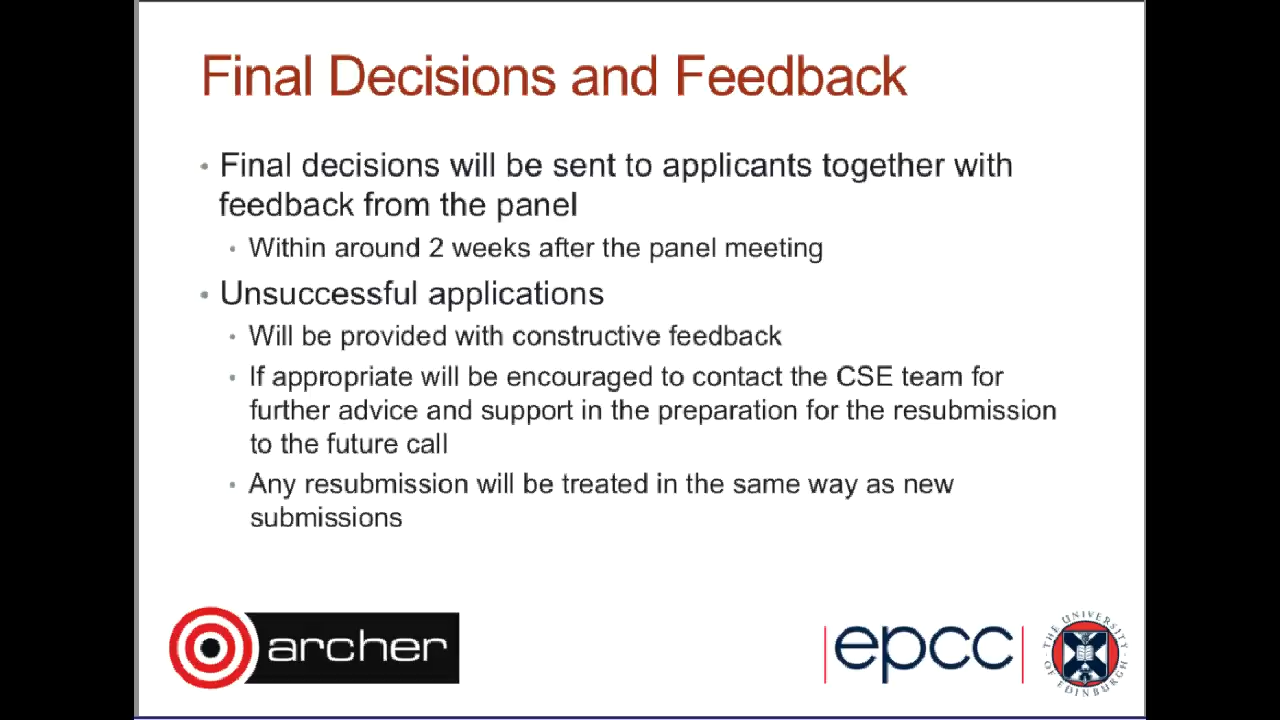 Final Decisions and Feedback
• Final decisions will be sent to applicants together with
feedback from the panel
• Within around 2 weeks after the panel meeting
• Unsuccessful applications
• Will be provided with constructive feedback
• If appropriate will be encouraged to contact the CSE team for
further advice and support in the preparation for the resubmission
to the future call
• Any resubmission will be treated in the same way as new
submissions
archer
epcc
THE UNIVERSITY OF EDINBURGH